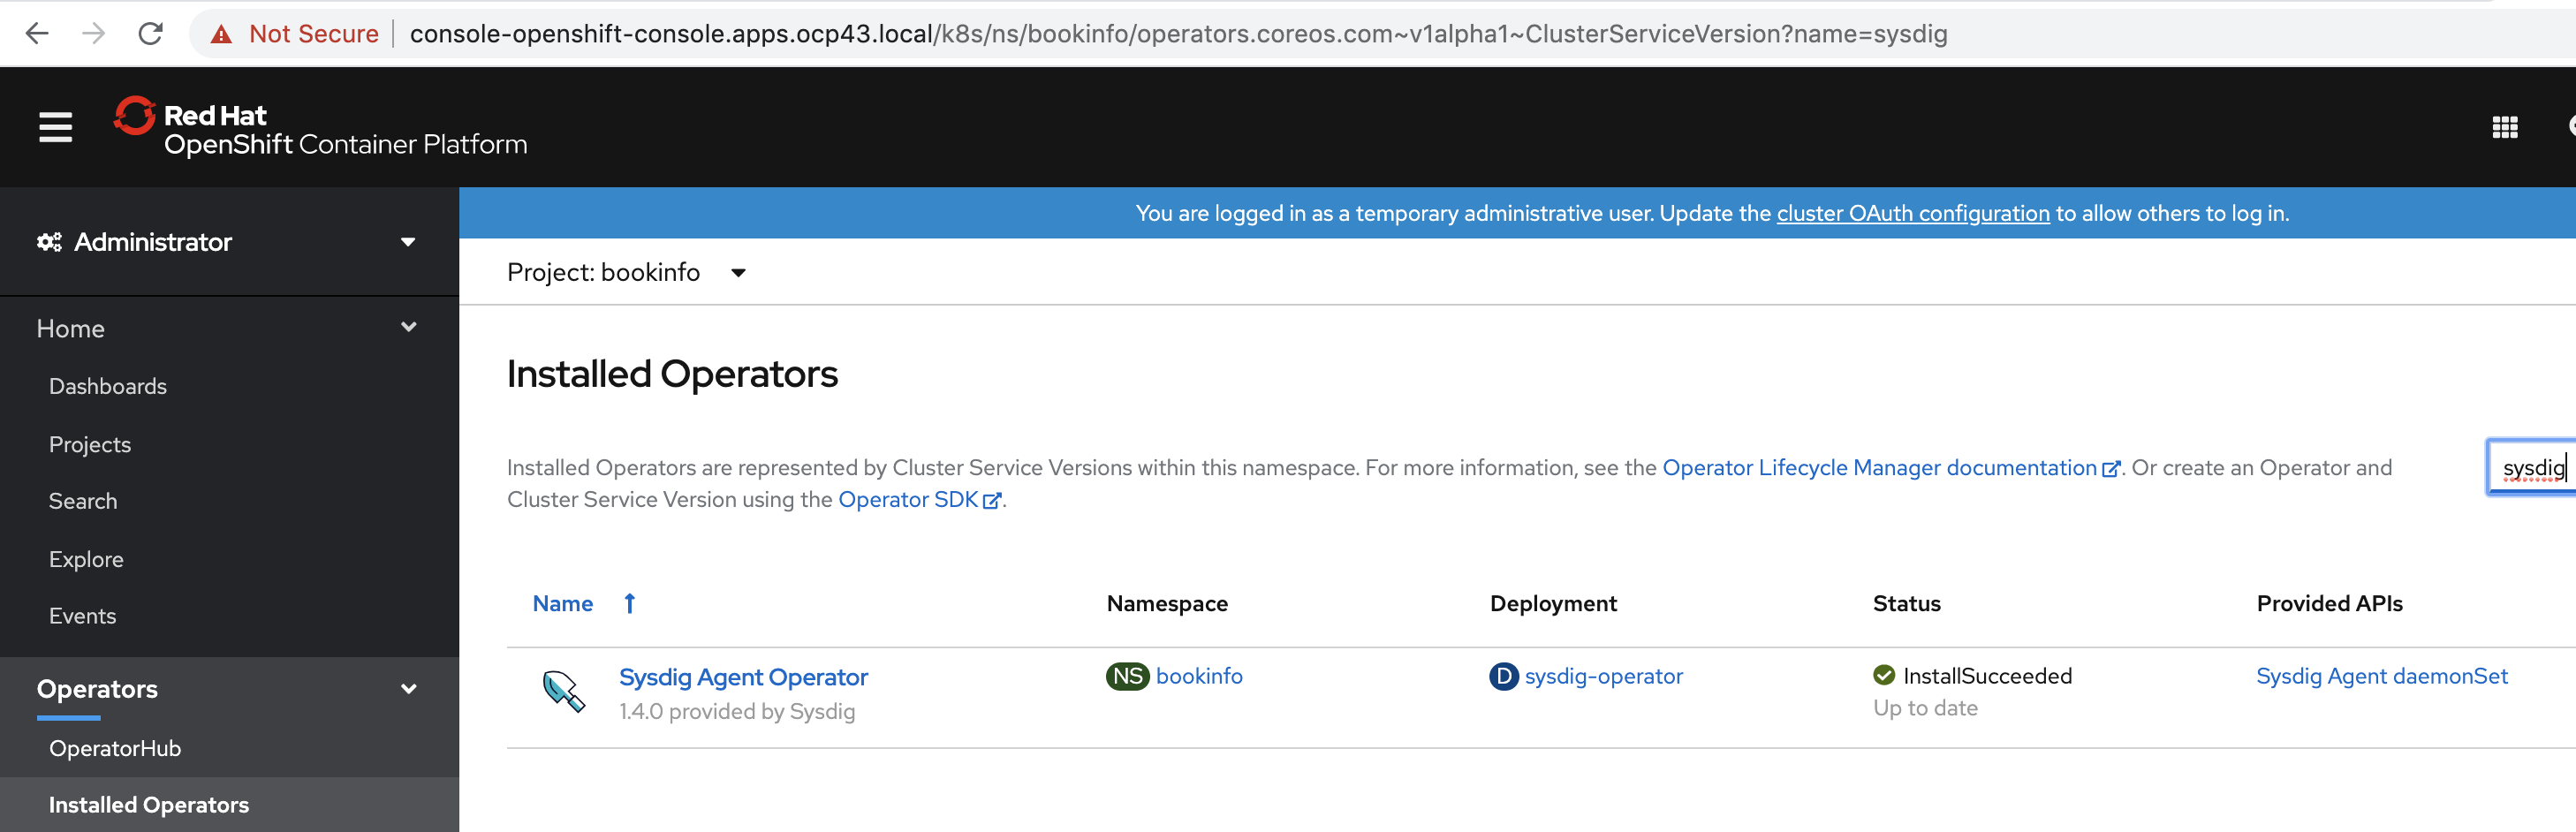 Not Secure console-openshift-console.apps.ocp43.local/k8s/ns/bookinfo/operators.coreos.com~v1alpha1~ClusterServiceVersion?name=sysdig
Red Hat
OpenShift Container Platform
Administrator
You are logged in as a temporary administrative user. Update the cluster OAuth configuration to allow others to log in.
Project: bookinfo
Home
Dashboards
Projects
Search
Explore
Events
Operators
OperatorHub
Installed Operators
Installed Operators
Installed Operators are represented by Cluster Service Versions within this namespace. For more information, see the Operator Lifecycle Manager documentation. Or create an Operator and
Cluster Service Version using the Operator SDK.
sysdig
Name Namespace Deployment Status Provided APIs
Sysdig Agent Operator NS bookinfo D sysdig-operator InstallSucceeded Sysdig Agent daemonSet
1.4.0 provided by Sysdig Up to date